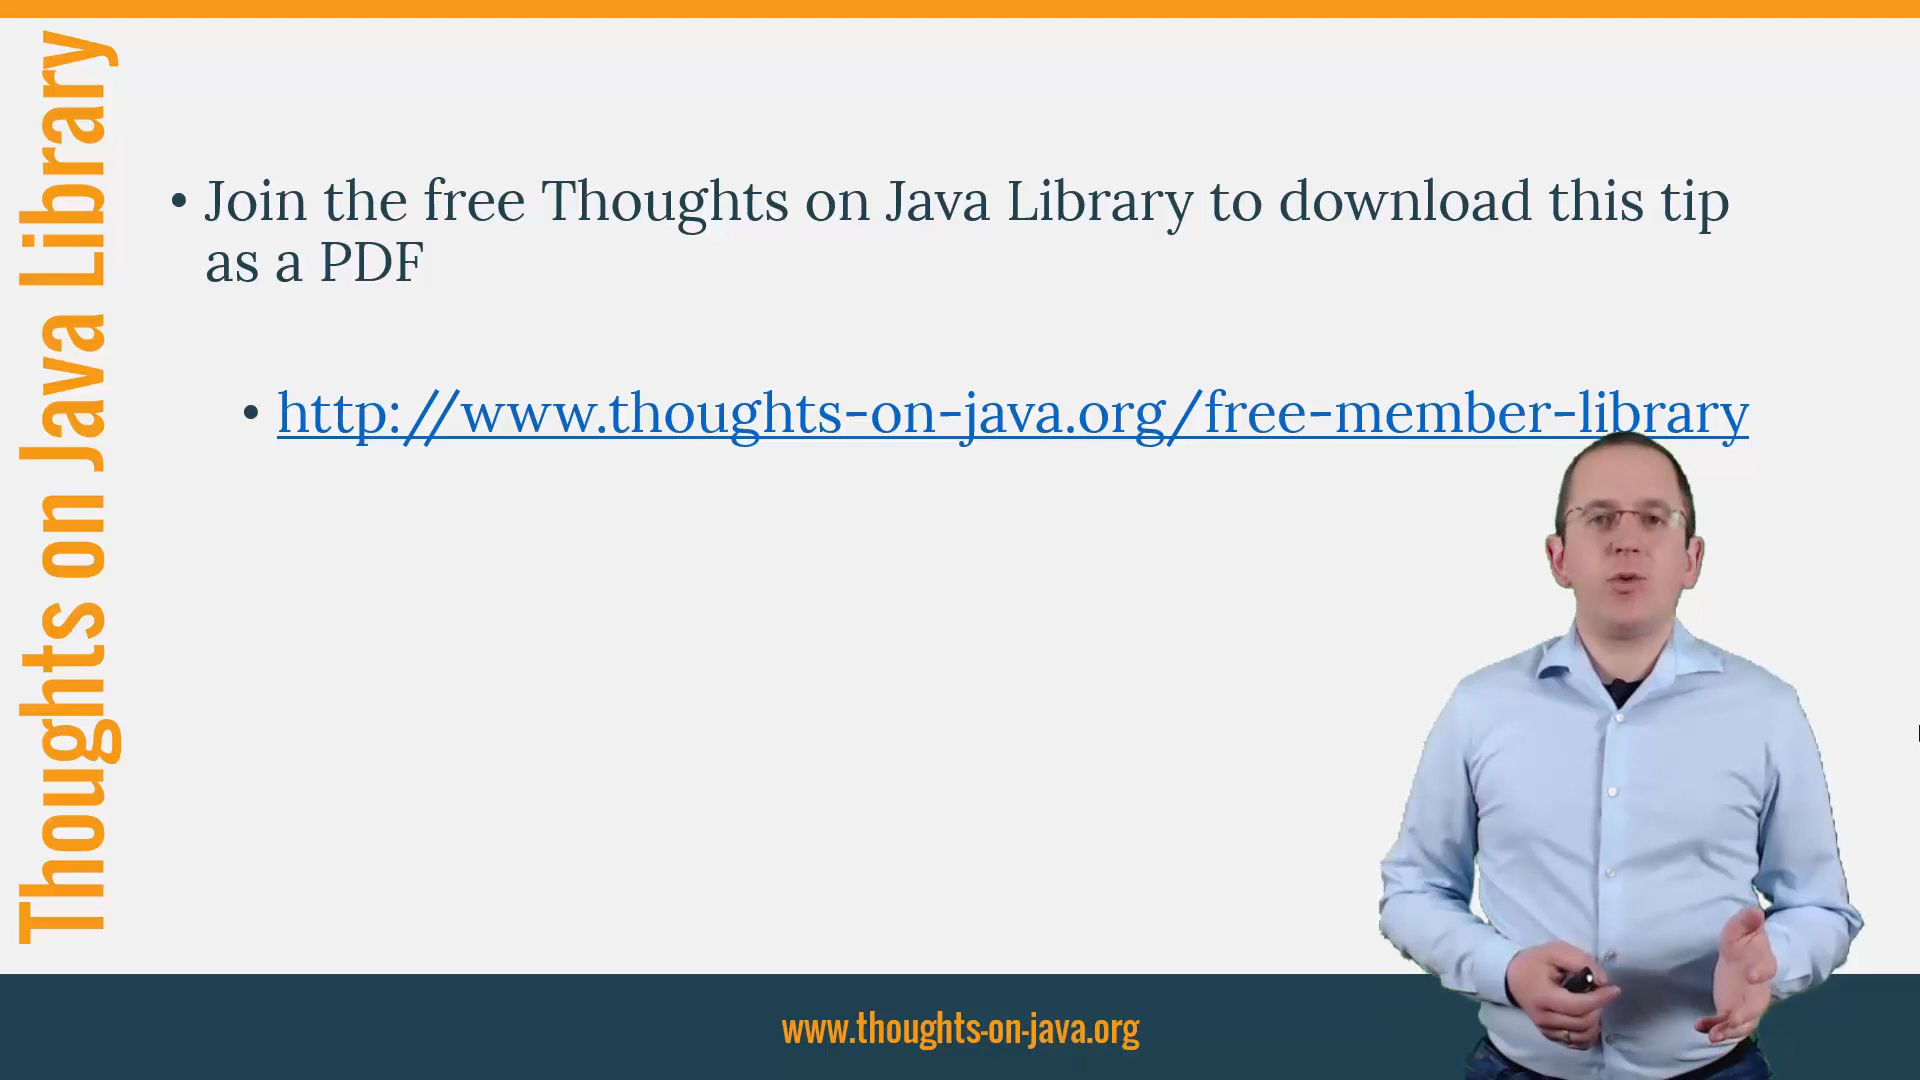 Thoughts on Java Library
• Join the free Thoughts on Java Library to download this tip
as a PDF
• http://www.thoughts-on-java.org/free-member-library
www.thoughts-on-java.org